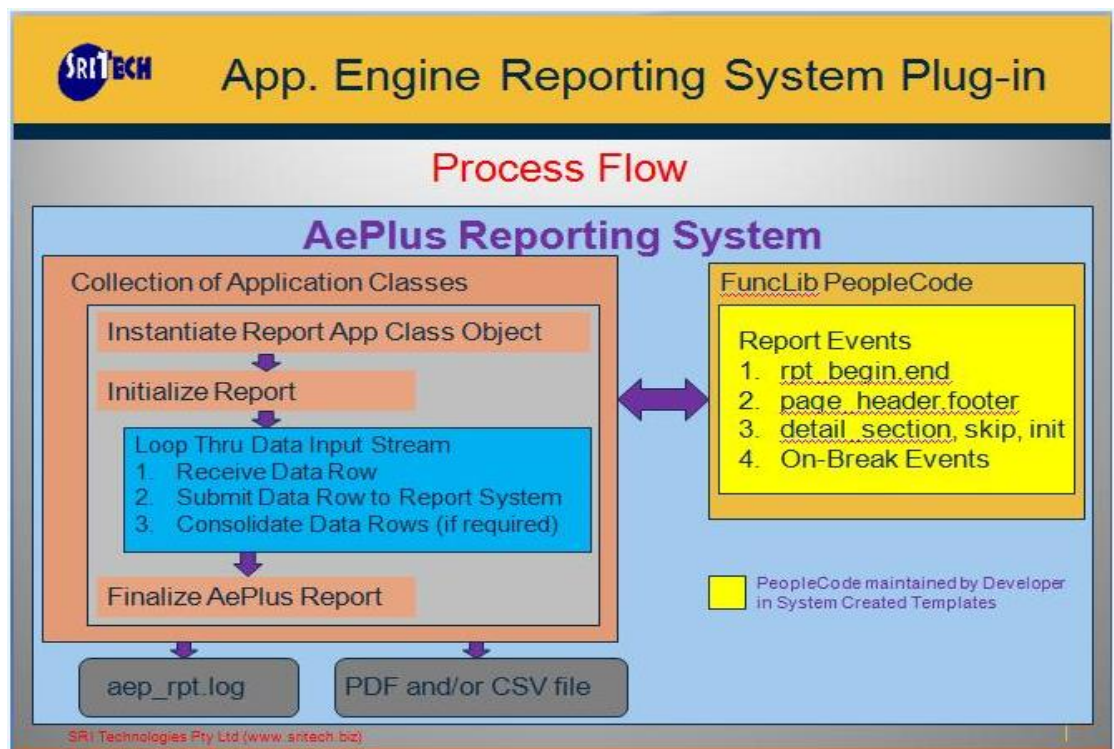 SRITECH
App. Engine Reporting System Plug-in
Process Flow
AePlus Reporting System
Collection of Application Classes
Instantiate Report App Class Object
Initialize Report
Loop Thru Data Input Stream
1. Receive Data Row
2. Submit Data Row to Report System
3. Consolidate Data Rows (if required)
Finalize AePlus Report
FuncLib PeopleCode
Report Events
1. rpt_begin.end
2. page_header.footer
3. detail_section, skip, init
4. On-Break Events
PeopleCode maintained by Developer
in System Created Templates
aep_rpt.log
PDF and/or CSV file
SRI Technologies Pty Ltd (www.sritech.biz)